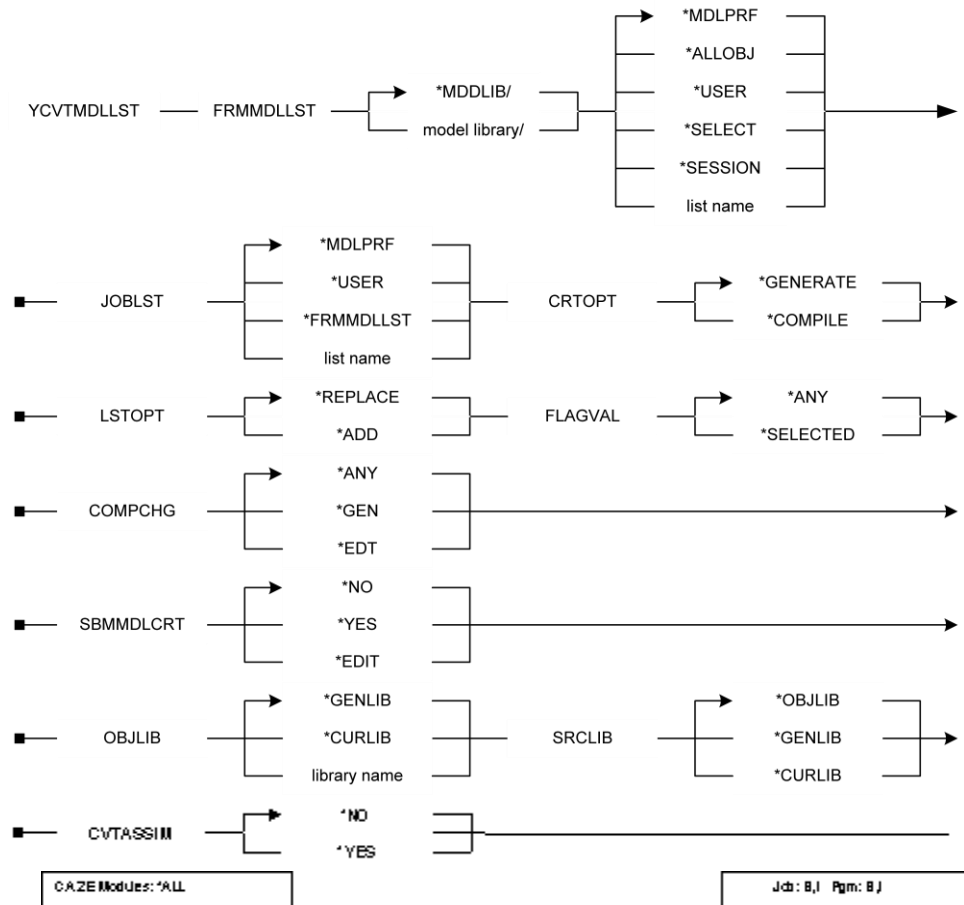 *MDLPRF
*ALLOBJ
YCVTMDLLST FRMMDLLST *MDDLIB/ *USER
model library/ *SELECT
*SESSION
list name
*MDLPRF
JOBLST *USER CRTOPT *GENERATE
*FRMMDLLST *COMPILE
list name
LSTOPT *REPLACE FLAGVAL *ANY
*ADD *SELECTED
*ANY
COMPCHG *GEN
*EDT
*NO
SBMMDLCRT *YES
*EDIT
*GENLIB *OBJLIB
OBJLIB *CURLIB SRCLIB *GENLIB
library name *CURLIB
*NO
CVTASSIM
*YES
CA 2E Modules: *ALL Job: B,I Pgm: B,I